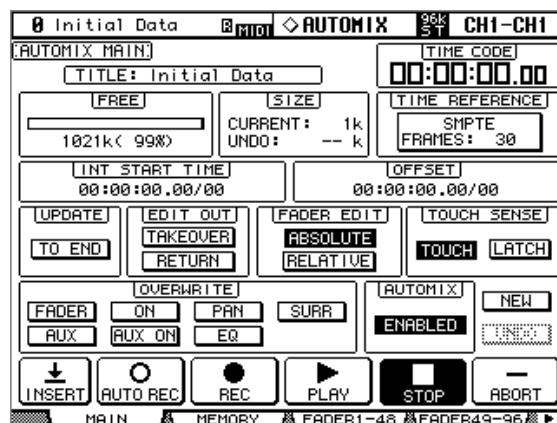 0 Initial Data MIDI AUTOMIX 96k ST CH1-CH1
AUTOMIX MAIN
TIME CODE
TITLE: Initial Data
00:00:00.00
FREE
SIZE
TIME REFERENCE
1021k( 99%)
CURRENT: 1k
UNDO: -- k
SMPTE
FRAMES: 30
INT START TIME
OFFSET
00:00:00.00/00
00:00:00.00/00
UPDATE
EDIT OUT
FADER EDIT
TOUCH SENSE
TO END
TAKEOVER
RETURN
ABSOLUTE
RELATIVE
TOUCH
LATCH
OVERWRITE
AUTOMIX
FADER ON PAN SURR
AUX AUX ON EQ
ENABLED
NEW
UNDO
INSERT AUTO REC REC PLAY STOP ABORT
MAIN MEMORY FADER1-48 FADER49-96